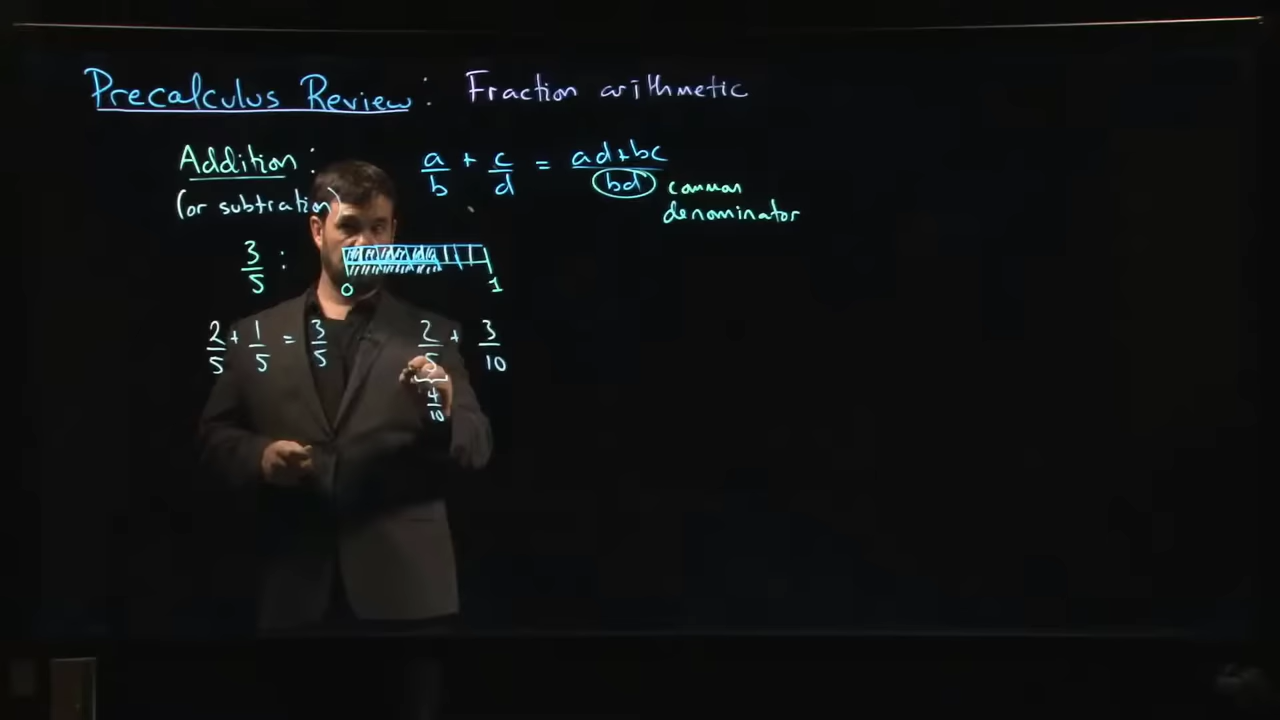 Precalculus Review: Fraction arithmetic
Addition: a/b + c/d = ad+bc/bd common denominator
(or subtration)
3/5: 0 1
2/5 + 1/5 = 3/5 2/5 + 3/10
4/10